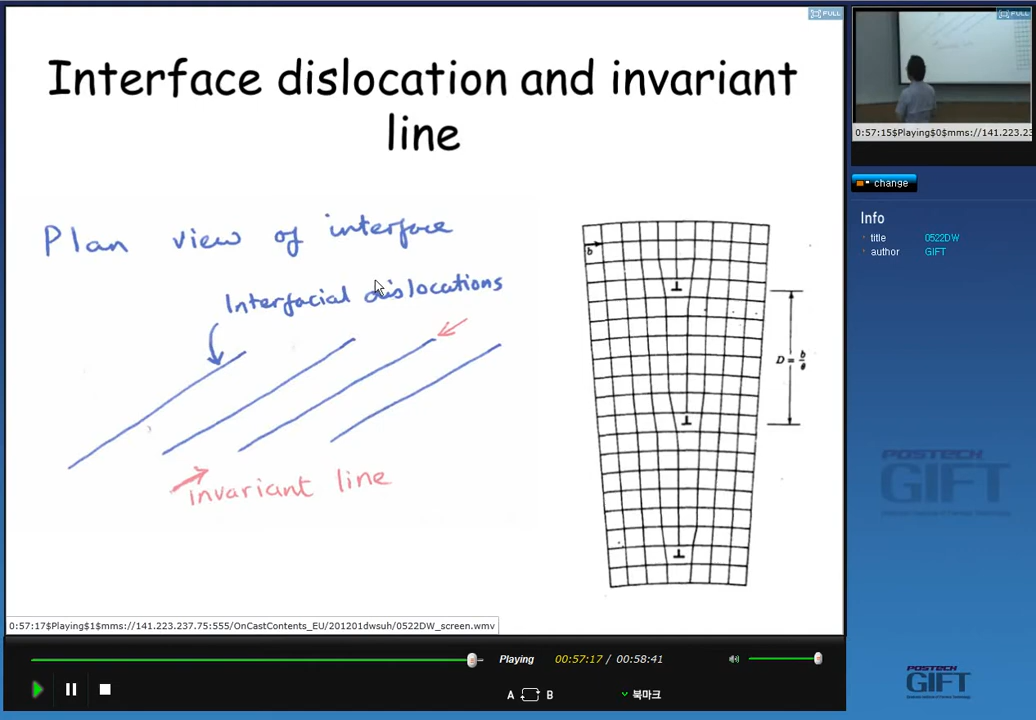 FULL
Interface dislocation and invariant
line
Plan view of interface
Interfacial dislocations
invariant line
b
D = b/θ
0:57:17$Playing$1$mms://141.223.237.75:555/OnCastContents_EU/201201dwsuh/0522DW_screen.wmv
Playing
00:57:17 / 00:58:41
A B
북마크
FULL
0:57:15$Playing$0$mms://141.223.23
change
Info
title 0522DW
author GIFT
POSTECH
GIFT
POSTECH
GIFT